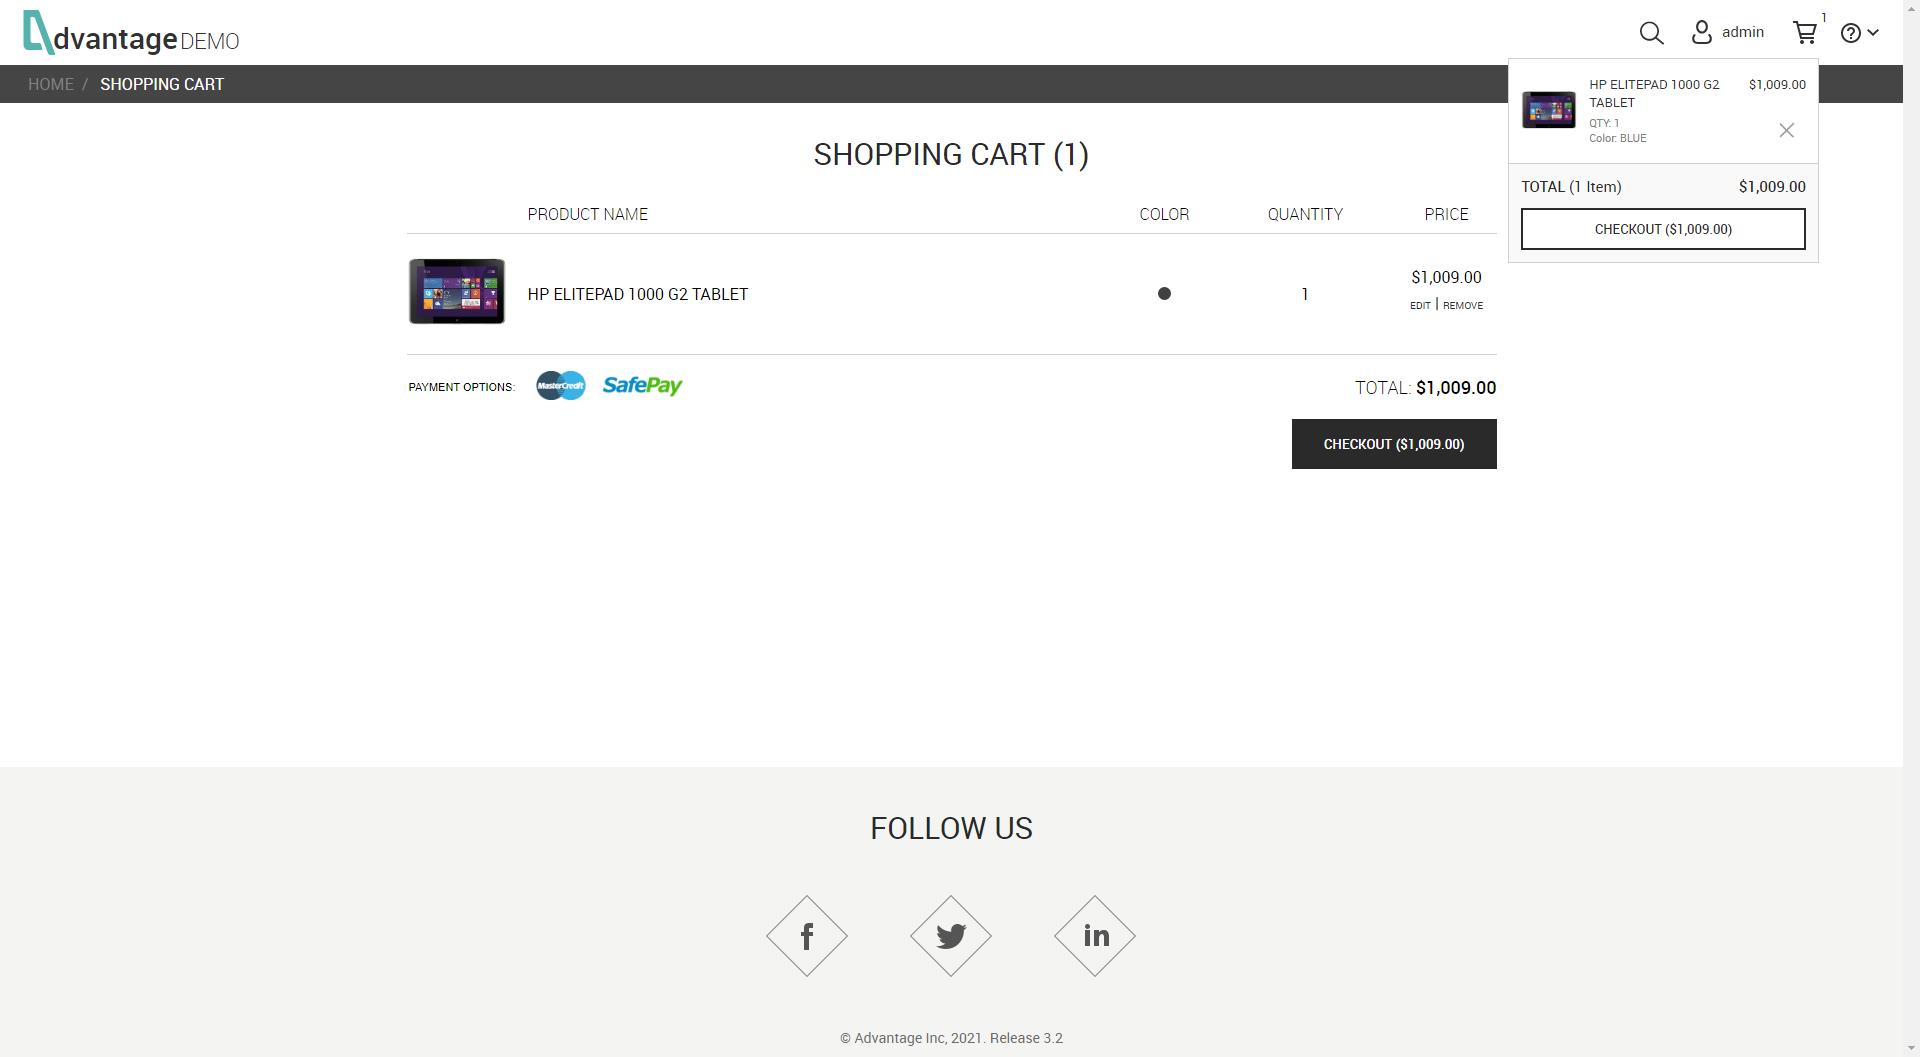 dvantage DEMO
admin
1
HOME / SHOPPING CART
HP ELITEPAD 1000 G2 TABLET
$1,009.00
QTY: 1
Color: BLUE
TOTAL (1 Item) $1,009.00
CHECKOUT ($1,009.00)
SHOPPING CART (1)
PRODUCT NAME COLOR QUANTITY PRICE
HP ELITEPAD 1000 G2 TABLET 1 $1,009.00
EDIT | REMOVE
PAYMENT OPTIONS: MasterCredit SafePay TOTAL: $1,009.00
CHECKOUT ($1,009.00)
FOLLOW US
f
in
© Advantage Inc, 2021. Release 3.2